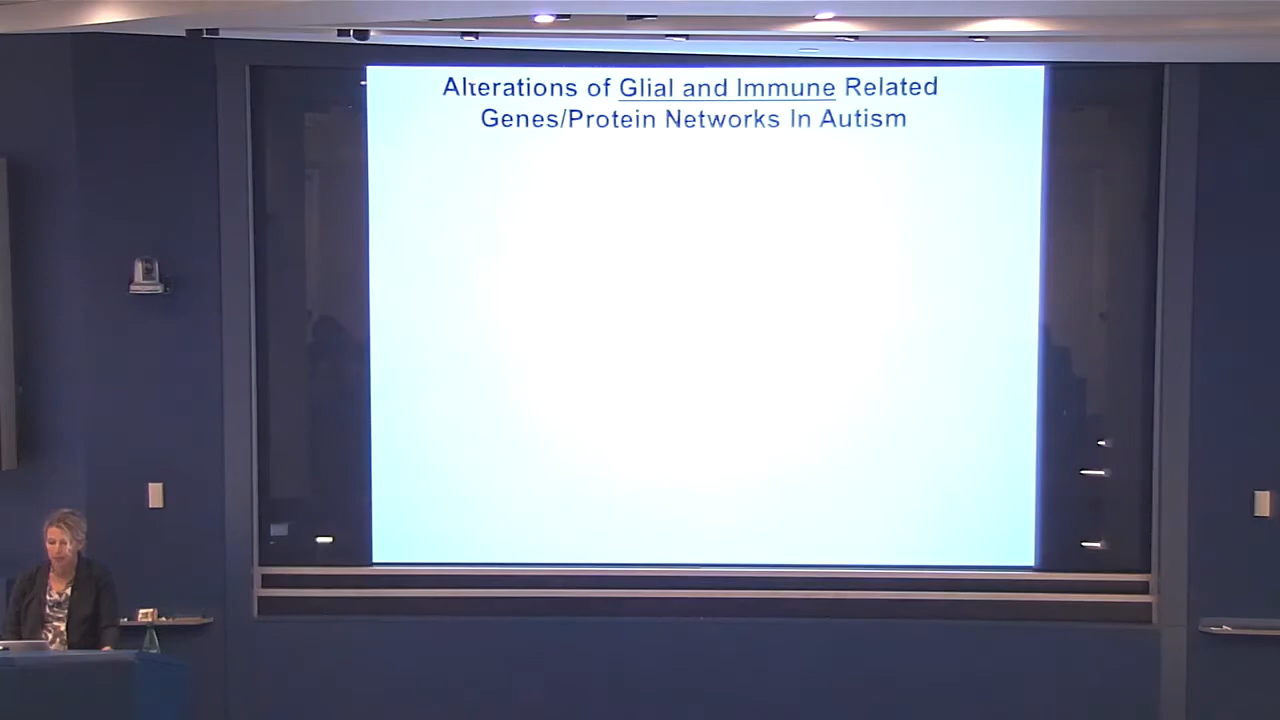 Alterations of Glial and Immune Related
Genes/Protein Networks In Autism